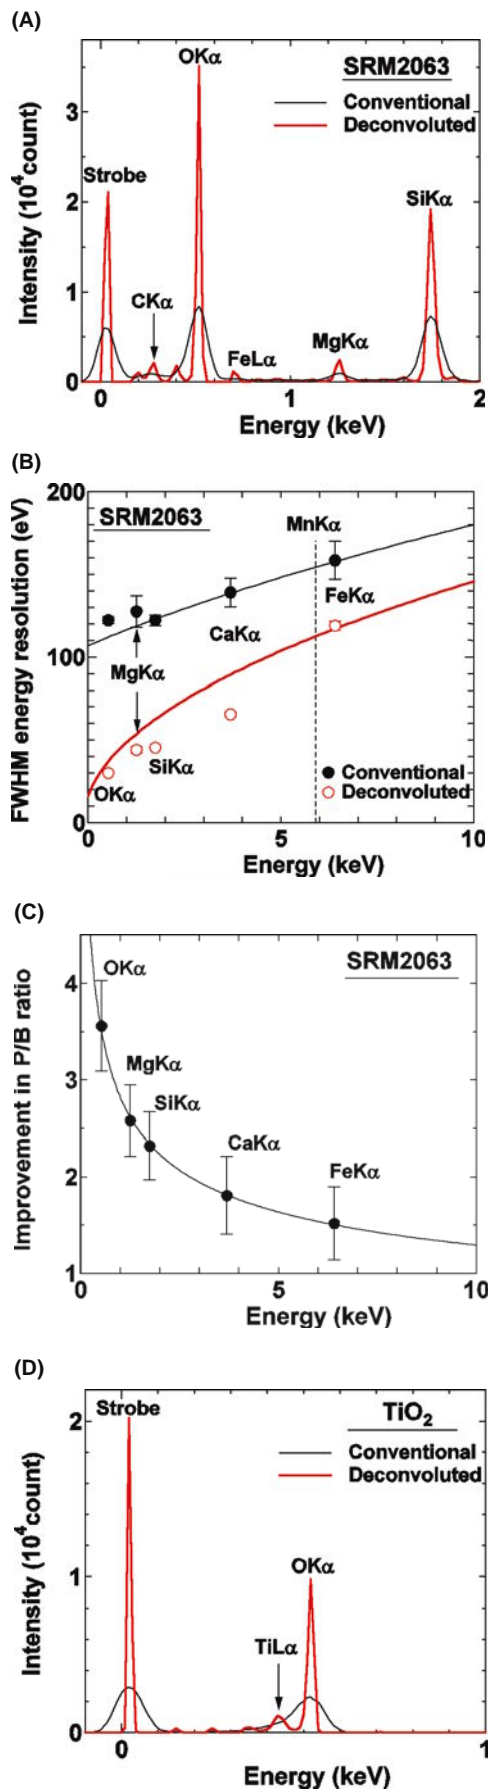 (A)
OKα
SRM2063
Conventional
Deconvoluted
Strobe
SiKα
CKα
FeLα
MgKα
Intensity (10⁴count)
3
2
1
0
0
1
2
Energy (keV)
(B)
200
SRM2063
MnKα
FeKα
CaKα
MgKα
SiKα
OKα
Conventional
Deconvoluted
FWHM energy resolution (eV)
100
0
0
5
10
Energy (keV)
(C)
SRM2063
OKα
MgKα
SiKα
CaKα
FeKα
Improvement in P/B ratio
4
3
2
1
0
5
10
Energy (keV)
(D)
Strobe
TiO₂
Conventional
Deconvoluted
OKα
TiLα
Intensity (10⁴count)
2
1
0
0
1
Energy (keV)